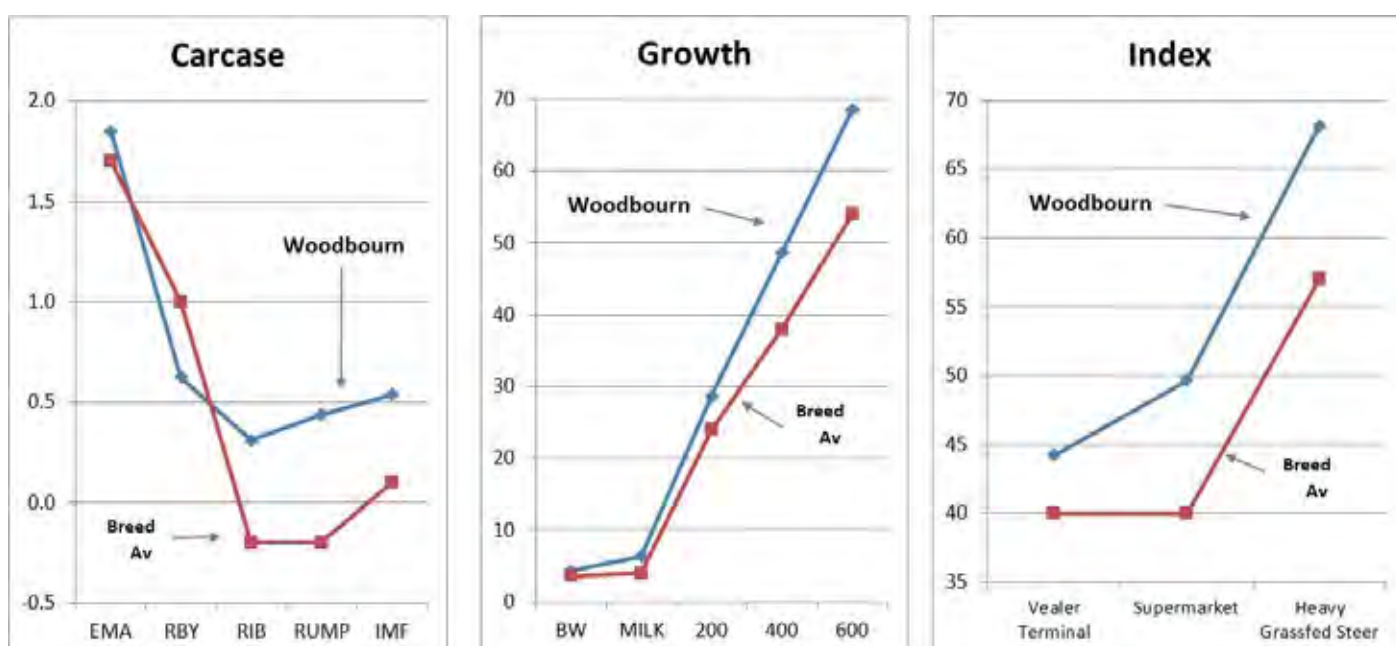 Carcase
2.0
1.5
1.0
0.5
0.0
-0.5
Woodbourn
Breed
Av
EMA RBY RIB RUMP IMF
Growth
70
60
50
40
30
20
10
0
Woodbourn
Breed
Av
BW MILK 200 400 600
Index
70
65
60
55
50
45
40
35
Woodbourn
Breed
Av
Vealer Supermarket Heavy
Terminal Grassfed Steer